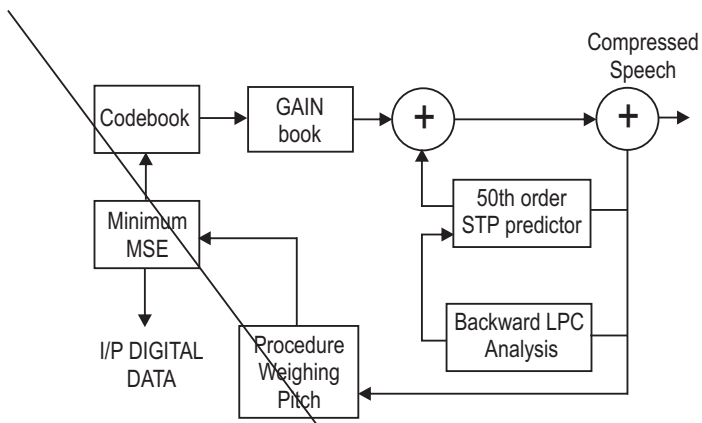 Compressed
Speech
Codebook
GAIN
book
+
+
50th order
STP predictor
Minimum
MSE
Backward LPC
Analysis
I/P DIGITAL
DATA
Procedure
Weighing
Pitch